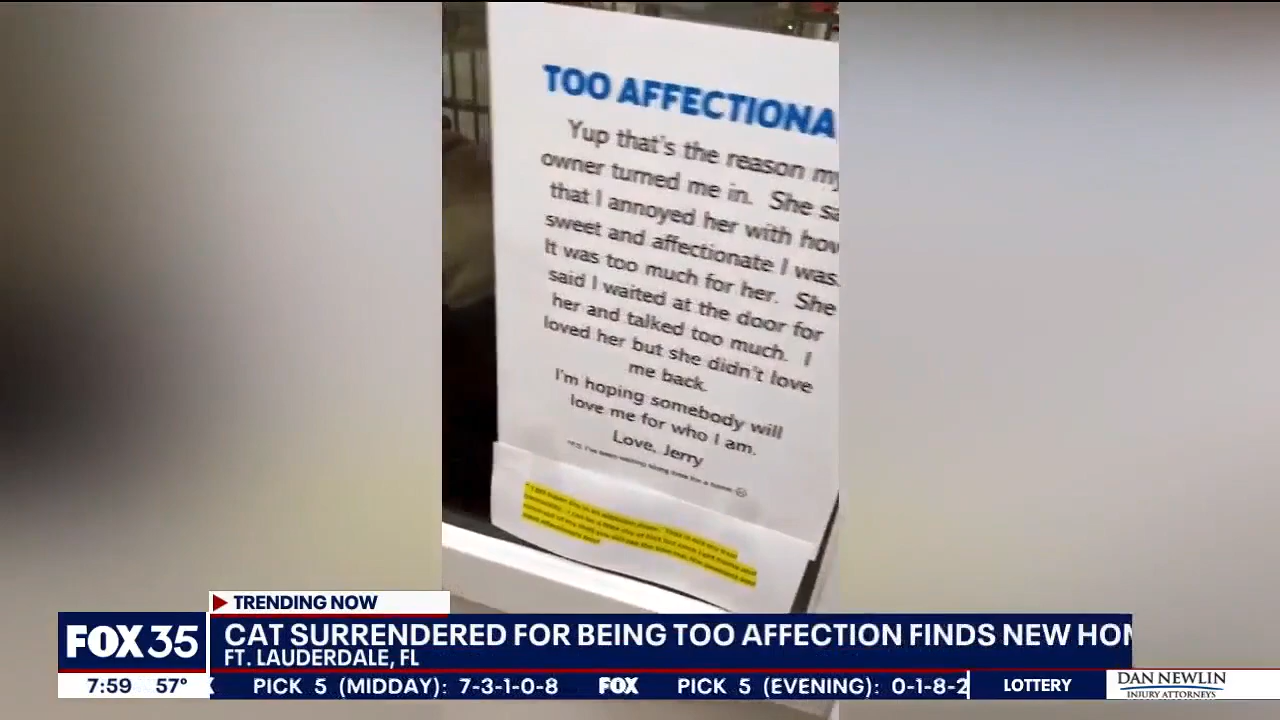 TOO AFFECTIONA
Yup that's the reason my
owner turned me in. She sa
that I annoyed her with how
sweet and affectionate I was.
It was too much for her. She
said I waited at the door for
her and talked too much. I
loved her but she didn't love
me back.
I'm hoping somebody will
love me for who I am.
Love, Jerry
TRENDING NOW
FOX 35
CAT SURRENDERED FOR BEING TOO AFFECTION FINDS NEW HOM
FT. LAUDERDALE, FL
7:59 57° PICK 5 (MIDDAY): 7-3-1-0-8 FOX PICK 5 (EVENING): 0-1-8-2 LOTTERY
DAN NEWLIN
INJURY ATTORNEYS